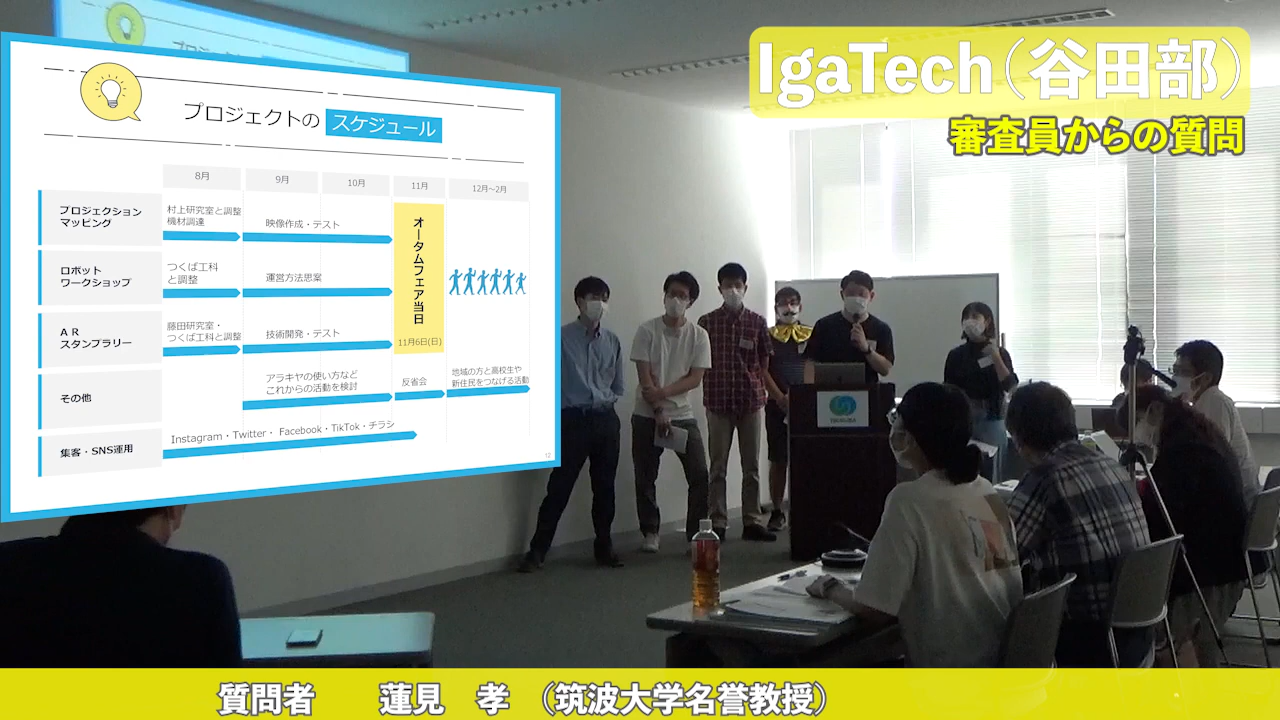 IgaTech（谷田部）
審査員からの質問
プロジェクトの スケジュール
8月 9月 10月 11月 12月～2月
プロジェクション
マッピング
村上研究室と調整
機材調達
映像作成・テスト
ロボット
ワークショップ
つくば工科
と調整
運営方法思案
AR
スタンプラリー
藤田研究室・
つくば工科と調整
技術開発・テスト
オータムフェア当日
11月6日(日)
その他
アラキヤの使い方など
これからの活動を検討
反省会
地域の方と高校生や
新住民をつなげる活動
集客・SNS運用
Instagram・Twitter・ Facebook・TikTok・チラシ
12
TSUKUBA
質問者 蓮見 孝 （筑波大学名誉教授）